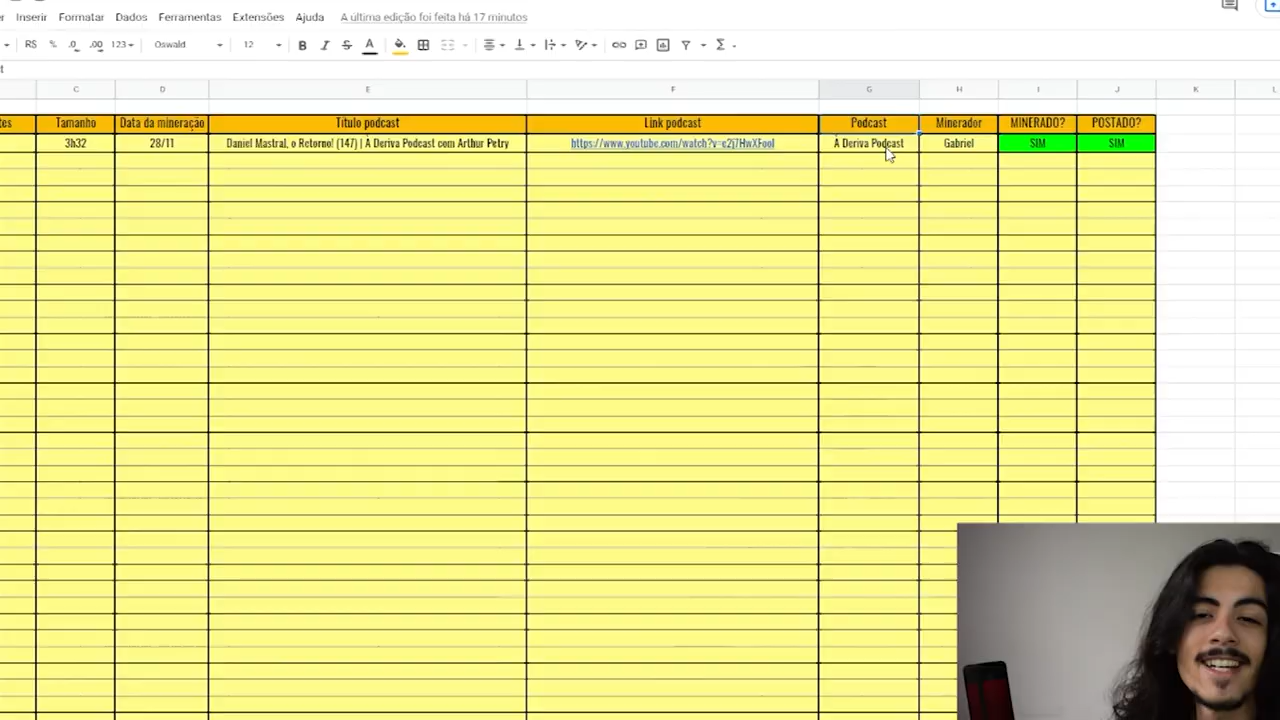 Inserir Formatar Dados Ferramentas Extensões Ajuda A última edição foi feita há 17 minutos
R$ % .0 .00 123 Oswald 12 B I S A
C D E F G H I J K L
Tamanho Data da mineração Título podcast Link podcast Podcast Minerador MINERADO? POSTADO?
3h32 28/11 Daniel Mastral, o Retorno! (147) | À Deriva Podcast com Arthur Petry À Deriva Podcast Gabriel SIM SIM